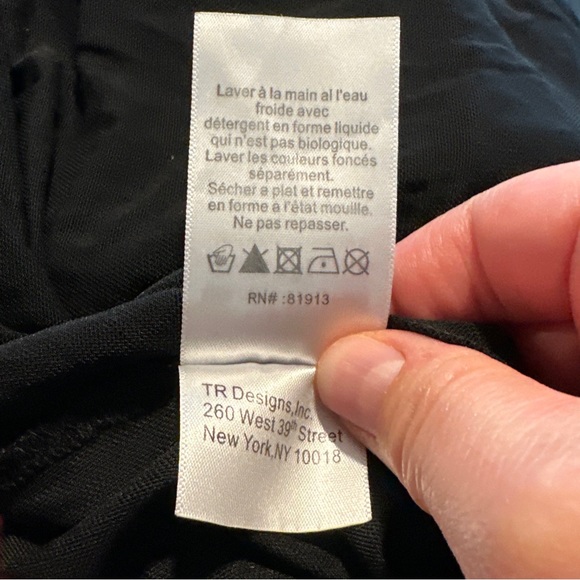 Laver à la main al l'eau
froide avec
détergent en forme liquide
qui n'est pas biologique.
Laver les couleurs foncés
séparément.
Sécher a plat et remettre
en forme a l'état mouille.
Ne pas repasser.
RN# :81913
TR Designs,Inc.
260 West 39th Street
New York,NY 10018